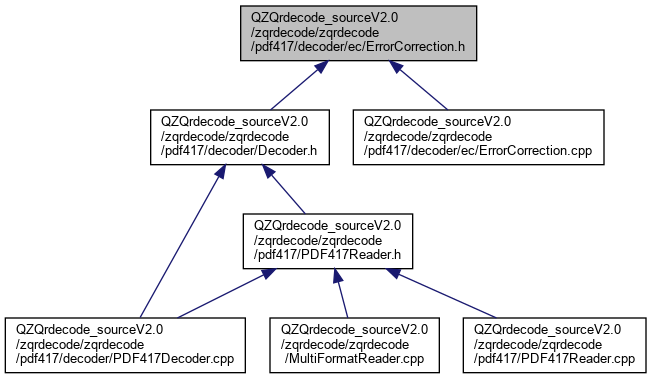 QZQrdecode_sourceV2.0
/zqrdecode/zqrdecode
/pdf417/decoder/ec/ErrorCorrection.h
QZQrdecode_sourceV2.0
/zqrdecode/zqrdecode
/pdf417/decoder/Decoder.h
QZQrdecode_sourceV2.0
/zqrdecode/zqrdecode
/pdf417/decoder/ec/ErrorCorrection.cpp
QZQrdecode_sourceV2.0
/zqrdecode/zqrdecode
/pdf417/PDF417Reader.h
QZQrdecode_sourceV2.0
/zqrdecode/zqrdecode
/pdf417/decoder/PDF417Decoder.cpp
QZQrdecode_sourceV2.0
/zqrdecode/zqrdecode
/MultiFormatReader.cpp
QZQrdecode_sourceV2.0
/zqrdecode/zqrdecode
/pdf417/PDF417Reader.cpp